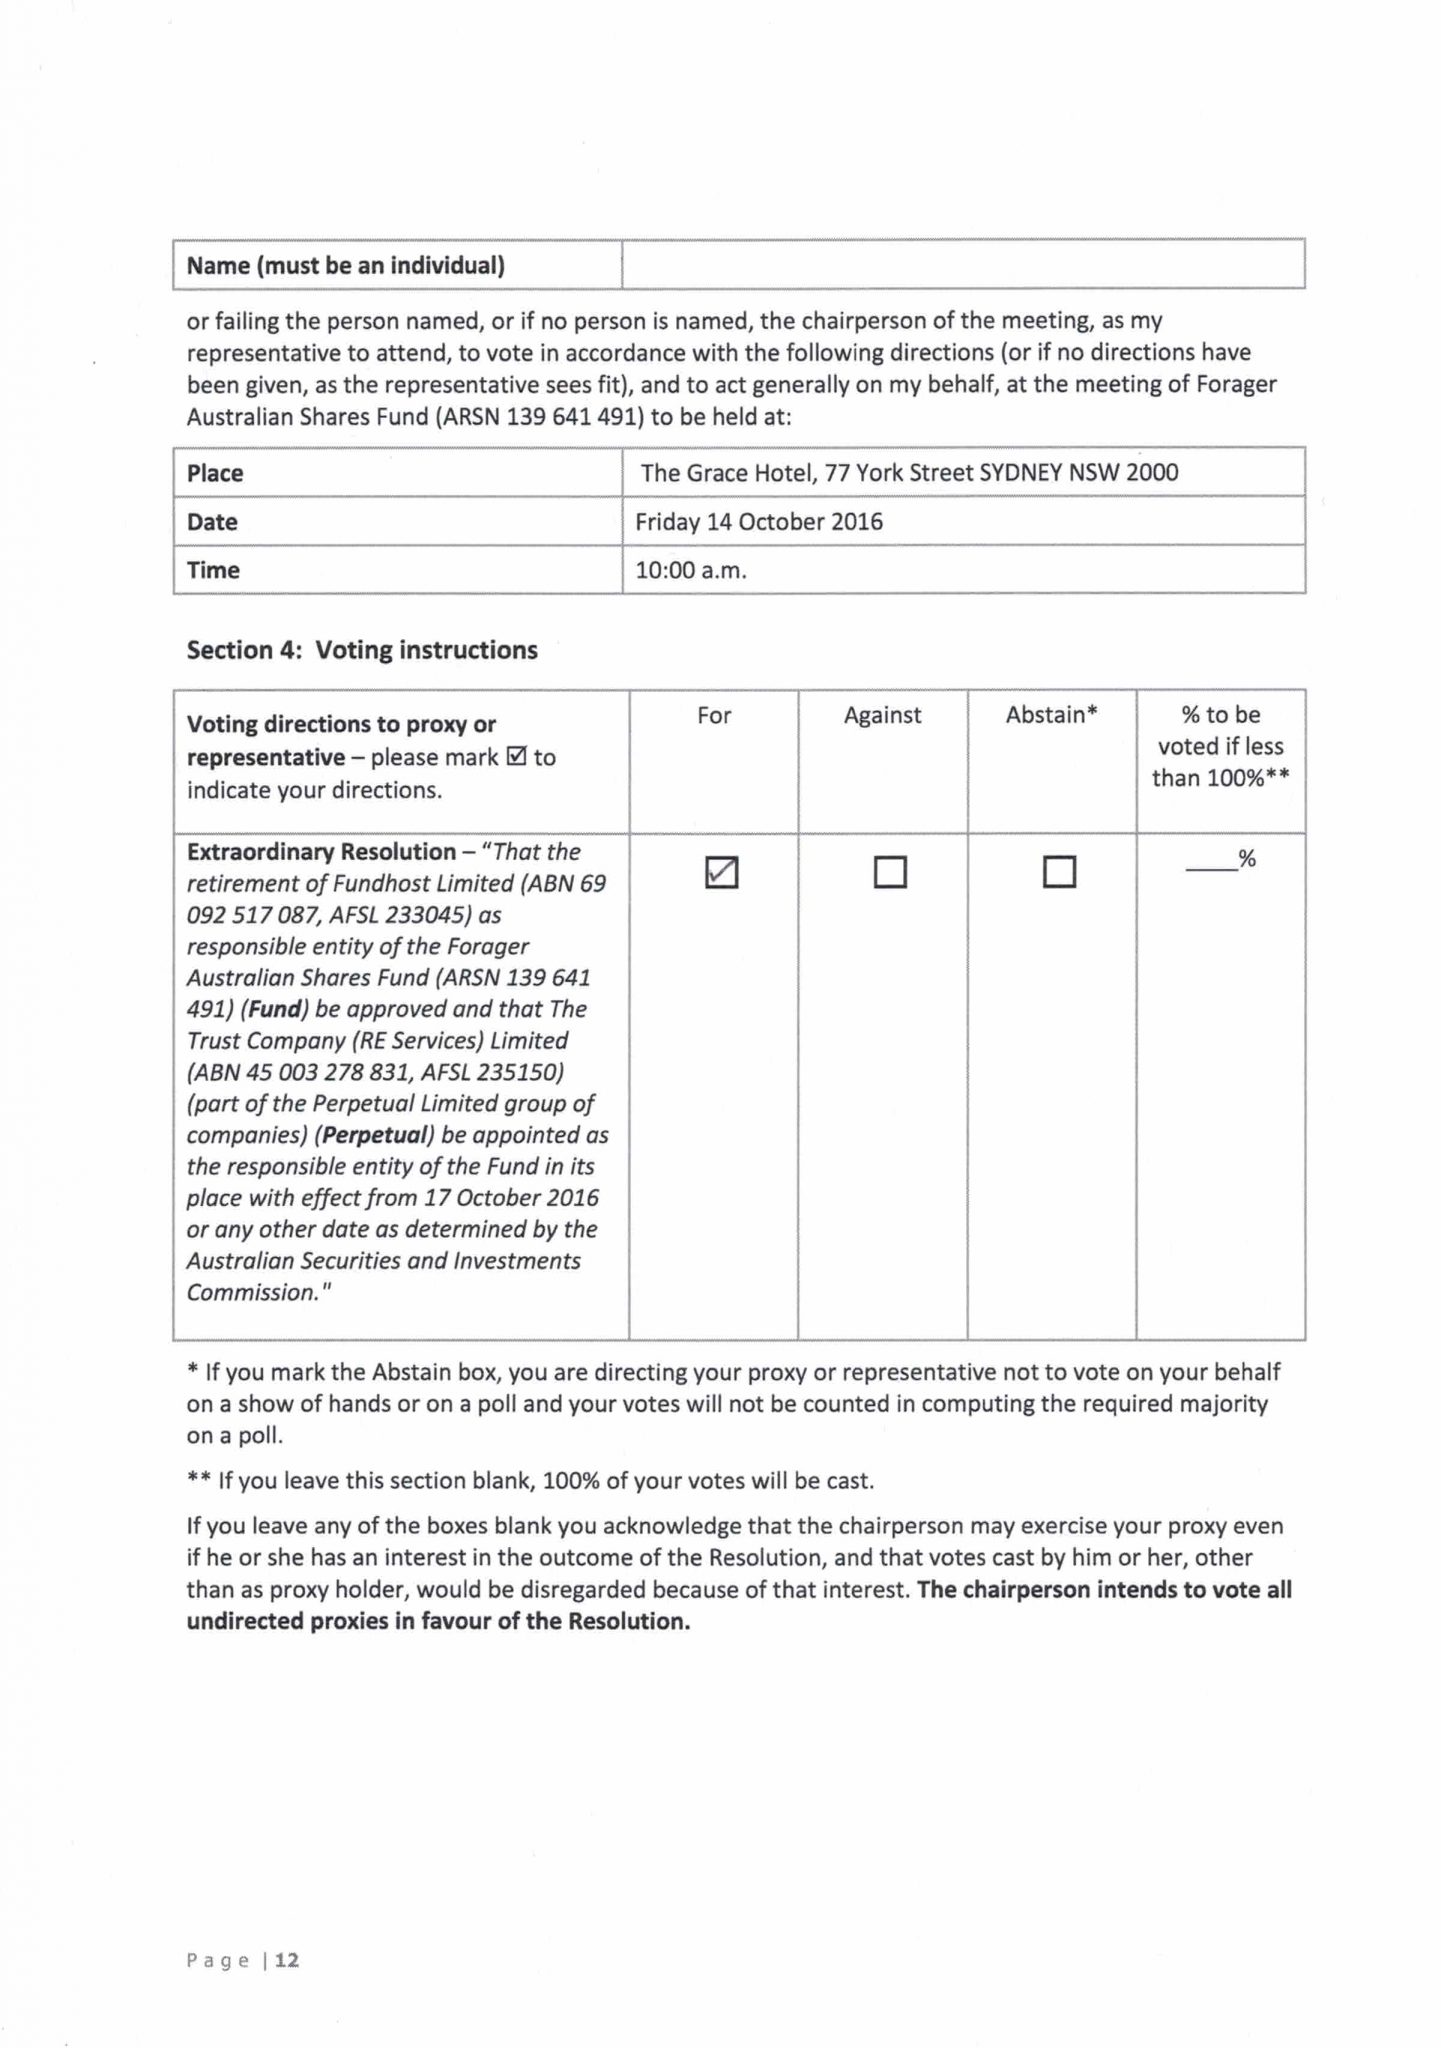 Name (must be an individual)
or failing the person named, or if no person is named, the chairperson of the meeting, as my
representative to attend, to vote in accordance with the following directions (or if no directions have
been given, as the representative sees fit), and to act generally on my behalf, at the meeting of Forager
Australian Shares Fund (ARSN 139 641 491) to be held at:
Place The Grace Hotel, 77 York Street SYDNEY NSW 2000
Date Friday 14 October 2016
Time 10:00 a.m.
Section 4: Voting instructions
Voting directions to proxy or
representative – please mark ☑ to
indicate your directions.
For
Against
Abstain*
% to be
voted if less
than 100%**
Extraordinary Resolution – "That the
retirement of Fundhost Limited (ABN 69
092 517 087, AFSL 233045) as
responsible entity of the Forager
Australian Shares Fund (ARSN 139 641
491) (Fund) be approved and that The
Trust Company (RE Services) Limited
(ABN 45 003 278 831, AFSL 235150)
(part of the Perpetual Limited group of
companies) (Perpetual) be appointed as
the responsible entity of the Fund in its
place with effect from 17 October 2016
or any other date as determined by the
Australian Securities and Investments
Commission."
☑
☐
☐
____%
* If you mark the Abstain box, you are directing your proxy or representative not to vote on your behalf
on a show of hands or on a poll and your votes will not be counted in computing the required majority
on a poll.
** If you leave this section blank, 100% of your votes will be cast.
If you leave any of the boxes blank you acknowledge that the chairperson may exercise your proxy even
if he or she has an interest in the outcome of the Resolution, and that votes cast by him or her, other
than as proxy holder, would be disregarded because of that interest. The chairperson intends to vote all
undirected proxies in favour of the Resolution.
Page | 12